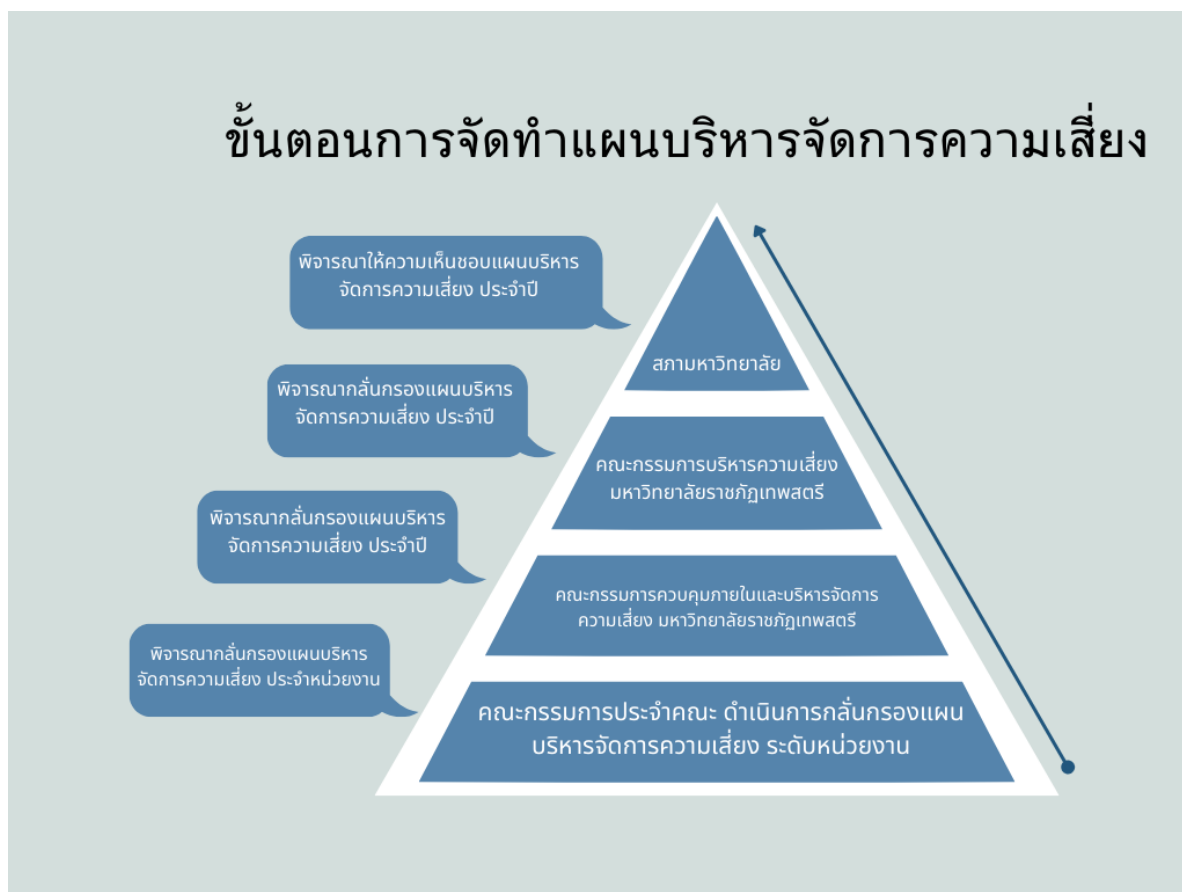 ขั้นตอนการจัดทำแผนบริหารจัดการความเสี่ยง
พิจารณาให้ความเห็นชอบแผนบริหาร
จัดการความเสี่ยง ประจำปี
สภามหาวิทยาลัย
พิจารณากลั่นกรองแผนบริหาร
จัดการความเสี่ยง ประจำปี
คณะกรรมการบริหารความเสี่ยง
มหาวิทยาลัยราชภัฏเทพสตรี
พิจารณากลั่นกรองแผนบริหาร
จัดการความเสี่ยง ประจำปี
คณะกรรมการควบคุมภายในและบริหารจัดการ
ความเสี่ยง มหาวิทยาลัยราชภัฏเทพสตรี
พิจารณากลั่นกรองแผนบริหาร
จัดการความเสี่ยง ประจำหน่วยงาน
คณะกรรมการประจำคณะ ดำเนินการกลั่นกรองแผน
บริหารจัดการความเสี่ยง ระดับหน่วยงาน